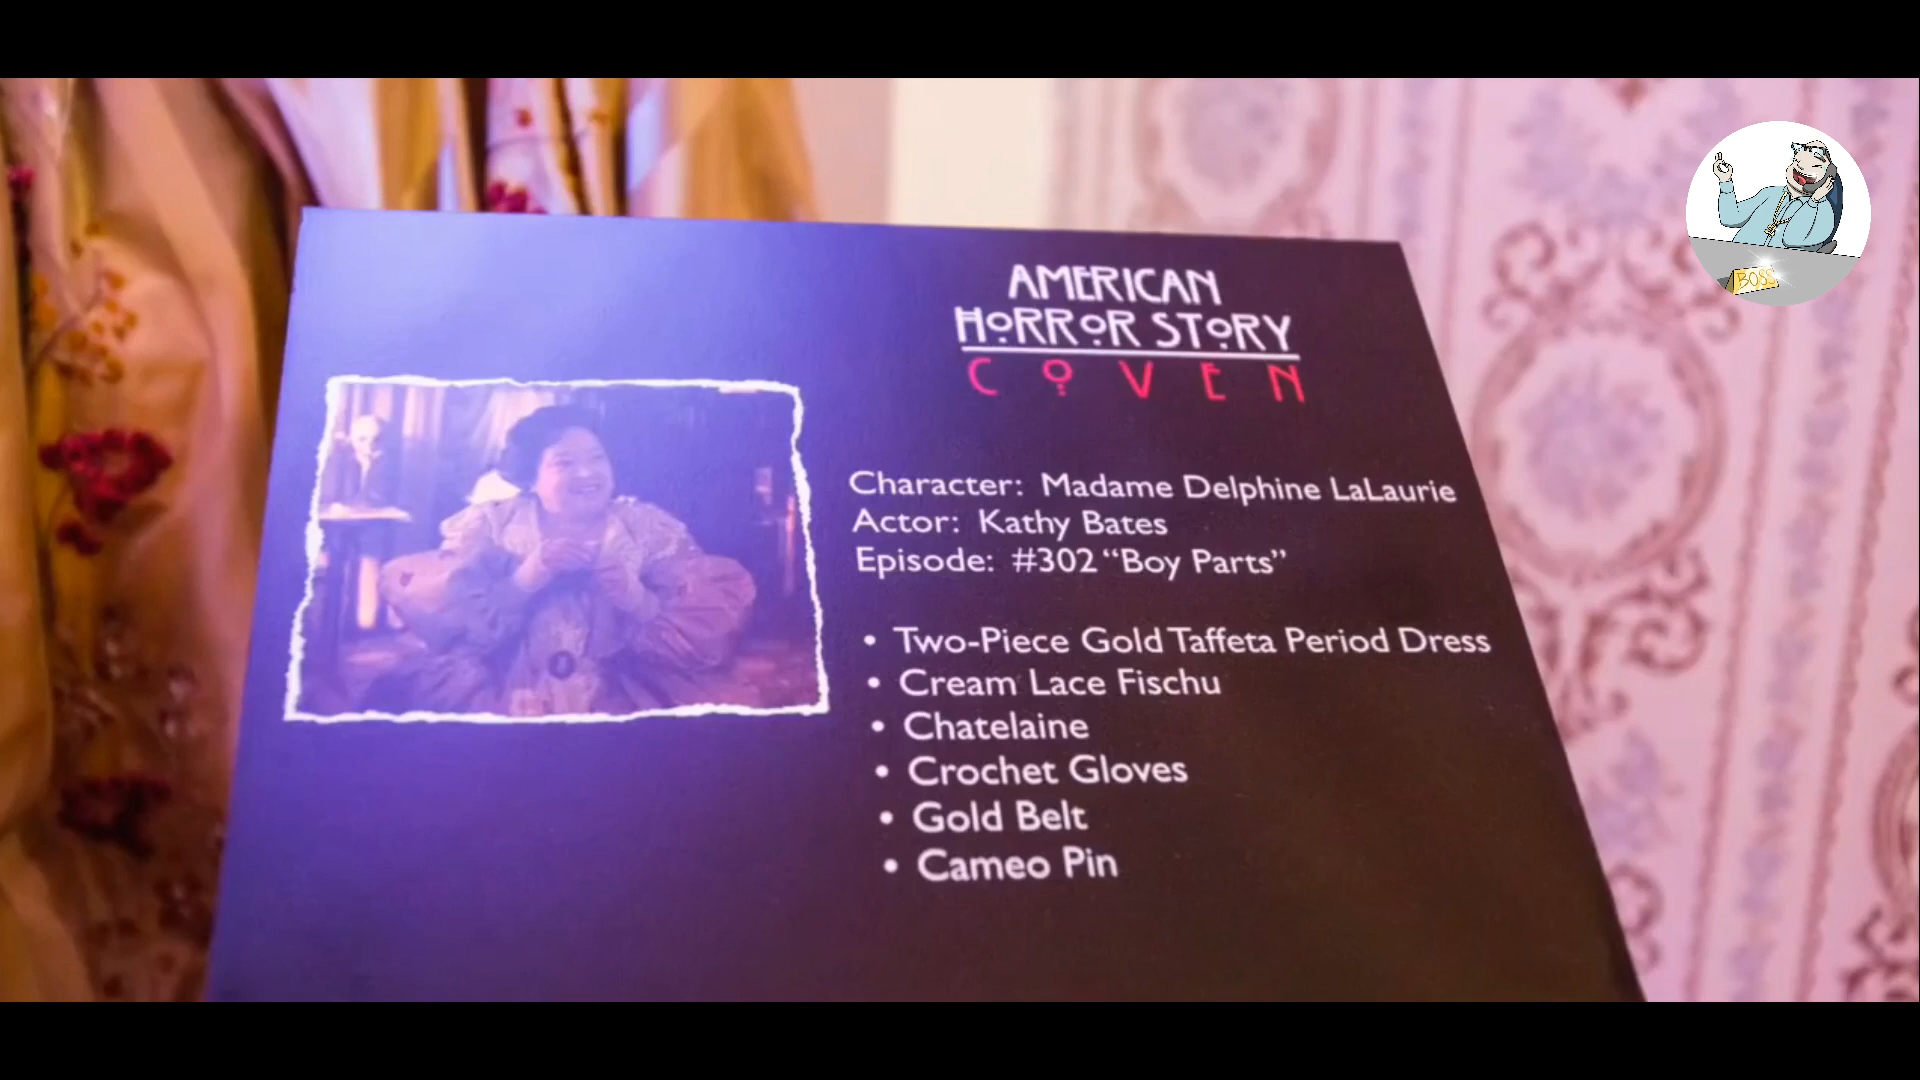 AMERICAN
HORROR STORY
COVEN
Character: Madame Delphine LaLaurie
Actor: Kathy Bates
Episode: #302 “Boy Parts”
• Two-Piece Gold Taffeta Period Dress
• Cream Lace Fischu
• Chatelaine
• Crochet Gloves
• Gold Belt
• Cameo Pin
BOSS